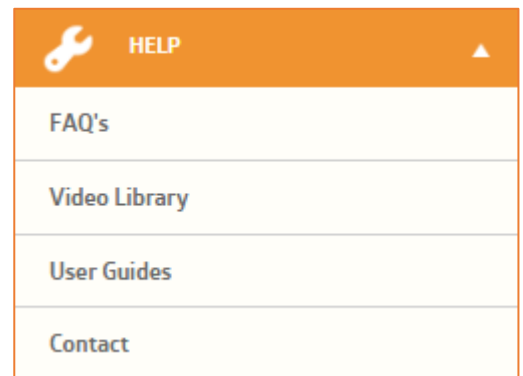 HELP
FAQ's
Video Library
User Guides
Contact